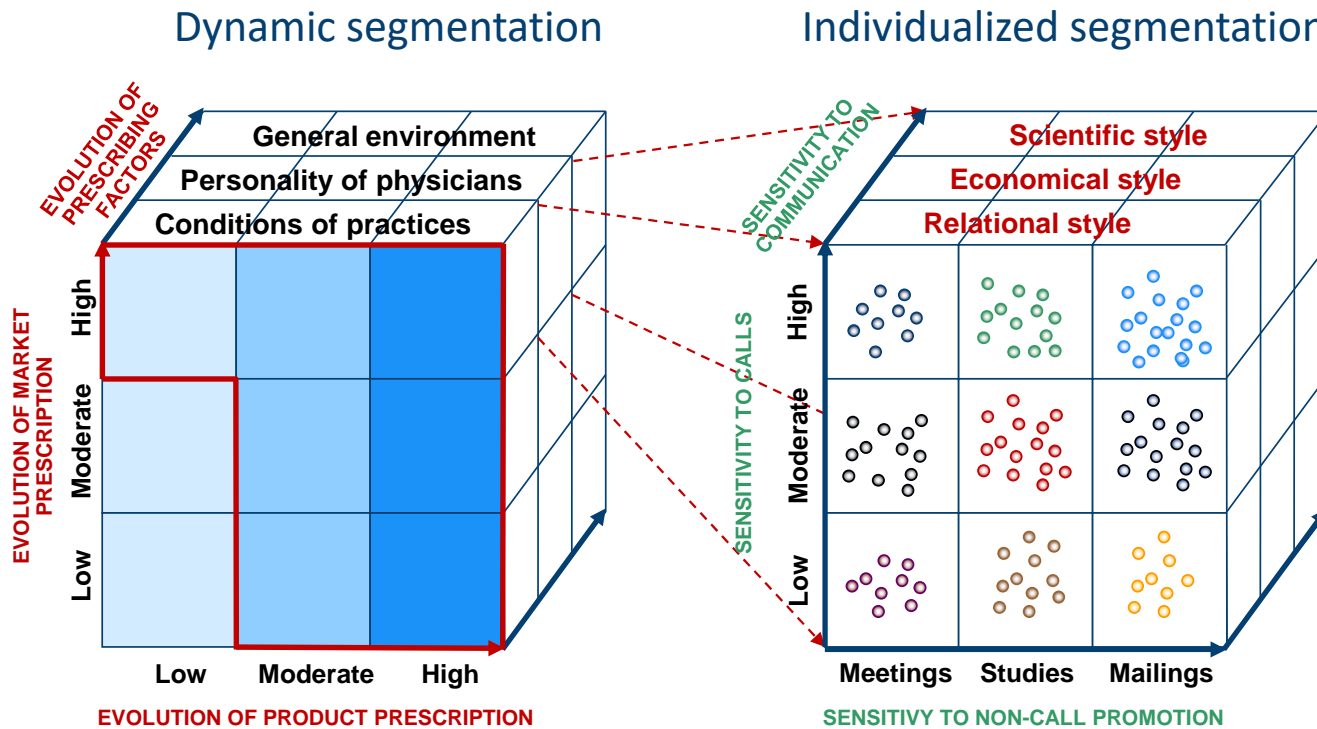 Dynamic segmentation
Individualized segmentation
EVOLUTION OF
PRESCRIBING
FACTORS
General environment
Personality of physicians
Conditions of practices
EVOLUTION OF MARKET
PRESCRIPTION
High
Moderate
Low
Low
Moderate
High
EVOLUTION OF PRODUCT PRESCRIPTION
SENSITIVITY TO
COMMUNICATION
Scientific style
Economical style
Relational style
SENSITIVITY TO CALLS
High
Moderate
Low
Meetings
Studies
Mailings
SENSITIVY TO NON-CALL PROMOTION